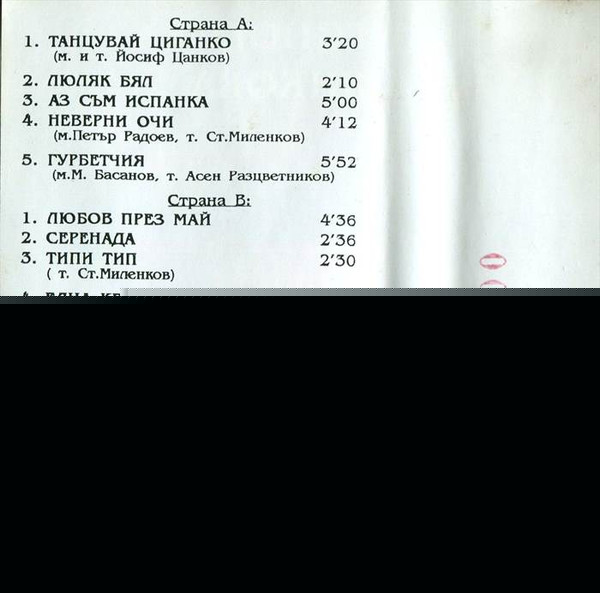 Страна А:
1. ТАНЦУВАЙ ЦИГАНКО 3'20
(м. и т. Йосиф Цанков)
2. ЛЮЛЯК БЯЛ 2'10
3. АЗ СЪМ ИСПАНКА 5'00
4. НЕВЕРНИ ОЧИ 4'12
(м.Петър Радоев, т. Ст.Миленков)
5. ГУРБЕТЧИЯ 5'52
(м.М. Басанов, т. Асен Разцветников)
Страна В:
1. ЛЮБОВ ПРЕЗ МАЙ 4'36
2. СЕРЕНАДА 2'36
3. ТИПИ ТИП 2'30
( т. Ст.Миленков)